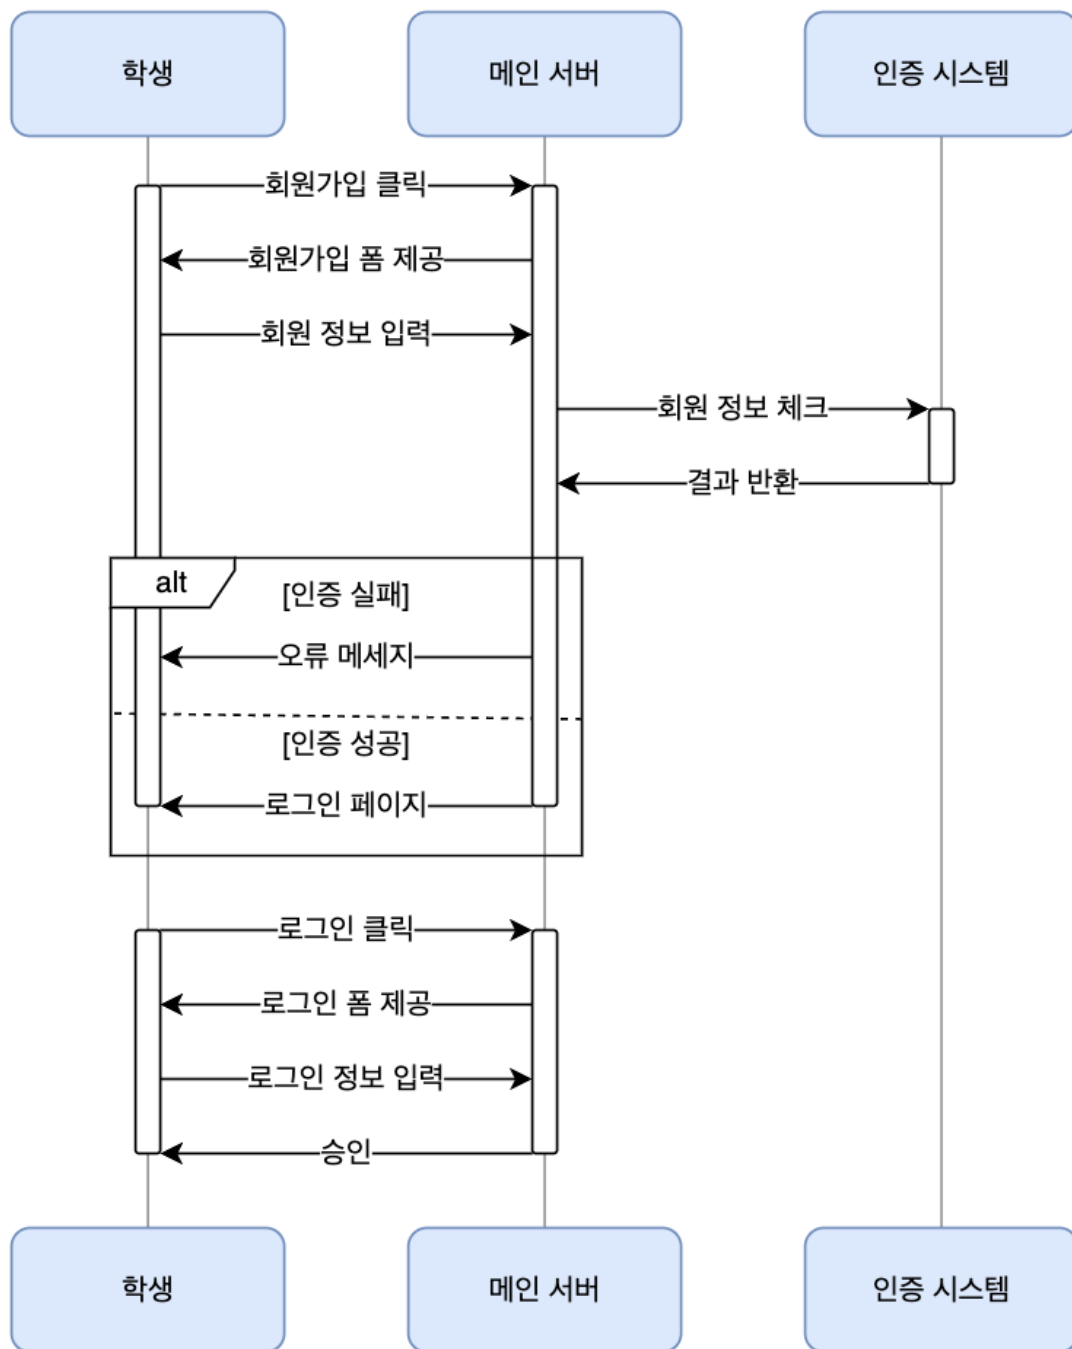 학생
메인 서버
인증 시스템
회원가입 클릭
회원가입 폼 제공
회원 정보 입력
회원 정보 체크
결과 반환
alt
[인증 실패]
오류 메세지
[인증 성공]
로그인 페이지
로그인 클릭
로그인 폼 제공
로그인 정보 입력
승인
학생
메인 서버
인증 시스템